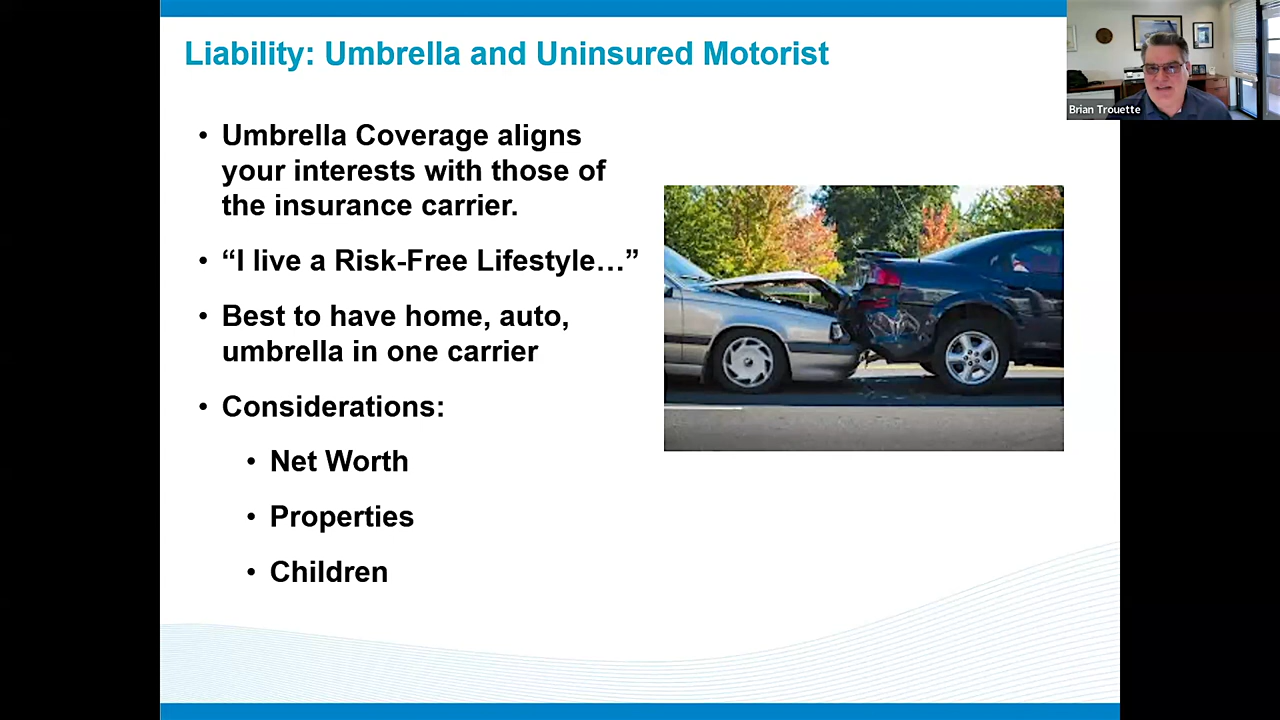 Liability: Umbrella and Uninsured Motorist
Brian Trouette
• Umbrella Coverage aligns
your interests with those of
the insurance carrier.
• “I live a Risk-Free Lifestyle…”
• Best to have home, auto,
umbrella in one carrier
• Considerations:
• Net Worth
• Properties
• Children